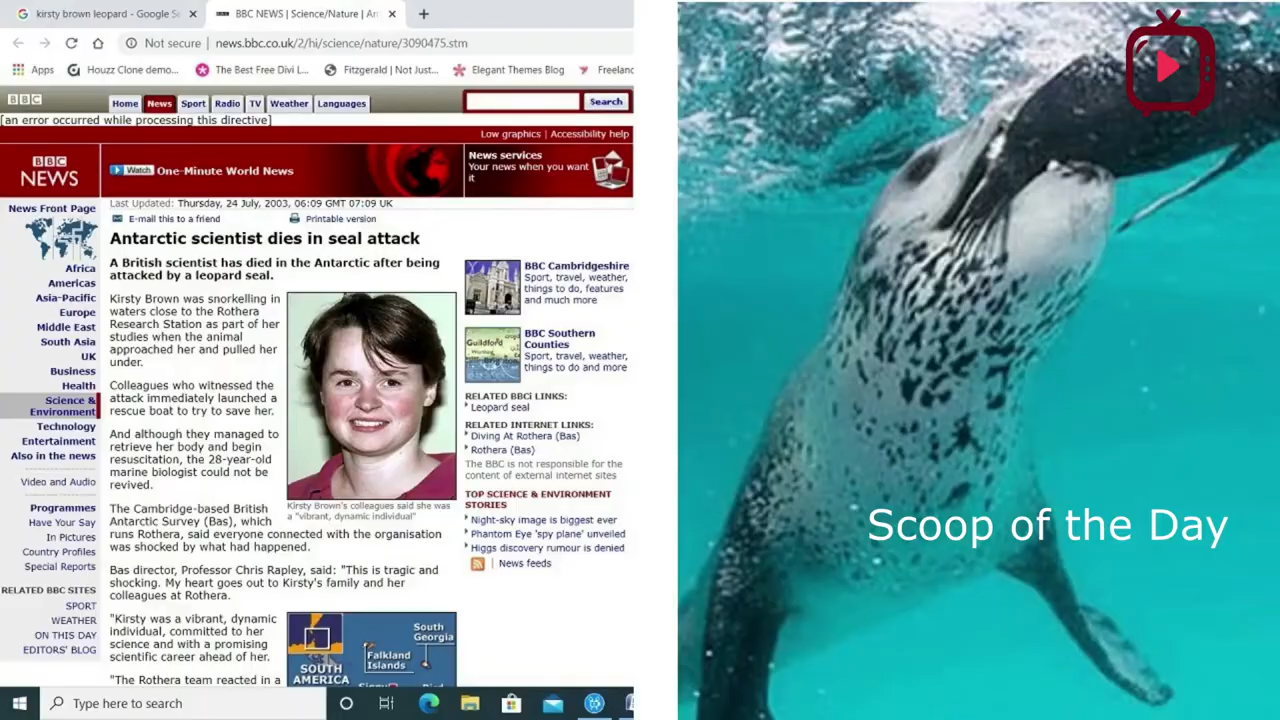 kirsty brown leopard - Google Se
BBC NEWS | Science/Nature | An
Not secure | news.bbc.co.uk/2/hi/science/nature/3090475.stm
Apps
Houzz Clone demo...
The Best Free Divi L...
Fitzgerald | Not Just...
Elegant Themes Blog
Freelanc
BBC
Home
News
Sport
Radio
TV
Weather
Languages
Search
[an error occurred while processing this directive]
Low graphics | Accessibility help
BBC
NEWS
Watch One-Minute World News
News services
Your news when you want
it
News Front Page
Africa
Americas
Asia-Pacific
Europe
Middle East
South Asia
UK
Business
Health
Science &
Environment
Technology
Entertainment
Also in the news
Video and Audio
Programmes
Have Your Say
In Pictures
Country Profiles
Special Reports
RELATED BBC SITES
SPORT
WEATHER
ON THIS DAY
EDITORS' BLOG
Last Updated: Thursday, 24 July, 2003, 06:09 GMT 07:09 UK
E-mail this to a friend
Printable version
Antarctic scientist dies in seal attack
A British scientist has died in the Antarctic after being
attacked by a leopard seal.
Kirsty Brown was snorkelling in
waters close to the Rothera
Research Station as part of her
studies when the animal
approached her and pulled her
under.
Colleagues who witnessed the
attack immediately launched a
rescue boat to try to save her.
And although they managed to
retrieve her body and begin
resuscitation, the 28-year-old
marine biologist could not be
revived.
Kirsty Brown's colleagues said she was
a "vibrant, dynamic individual"
The Cambridge-based British
Antarctic Survey (Bas), which
runs Rothera, said everyone connected with the organisation
was shocked by what had happened.
Bas director, Professor Chris Rapley, said: "This is tragic and
shocking. My heart goes out to Kirsty's family and her
colleagues at Rothera.
"Kirsty was a vibrant, dynamic
individual, committed to her
science and with a promising
scientific career ahead of her.
"The Rothera team reacted in a
SOUTH
AMERICA
Falkland
Islands
South
Georgia
BBC Cambridgeshire
Sport, travel, weather,
things to do, features
and much more
Guildford
BBC Southern
Counties
Sport, travel, weather,
things to do and more
RELATED BBCi LINKS:
Leopard seal
RELATED INTERNET LINKS:
Diving At Rothera (Bas)
Rothera (Bas)
The BBC is not responsible for the
content of external internet sites
TOP SCIENCE & ENVIRONMENT
STORIES
Night-sky image is biggest ever
Phantom Eye 'spy plane' unveiled
Higgs discovery rumour is denied
| News feeds
Type here to search
Scoop of the Day